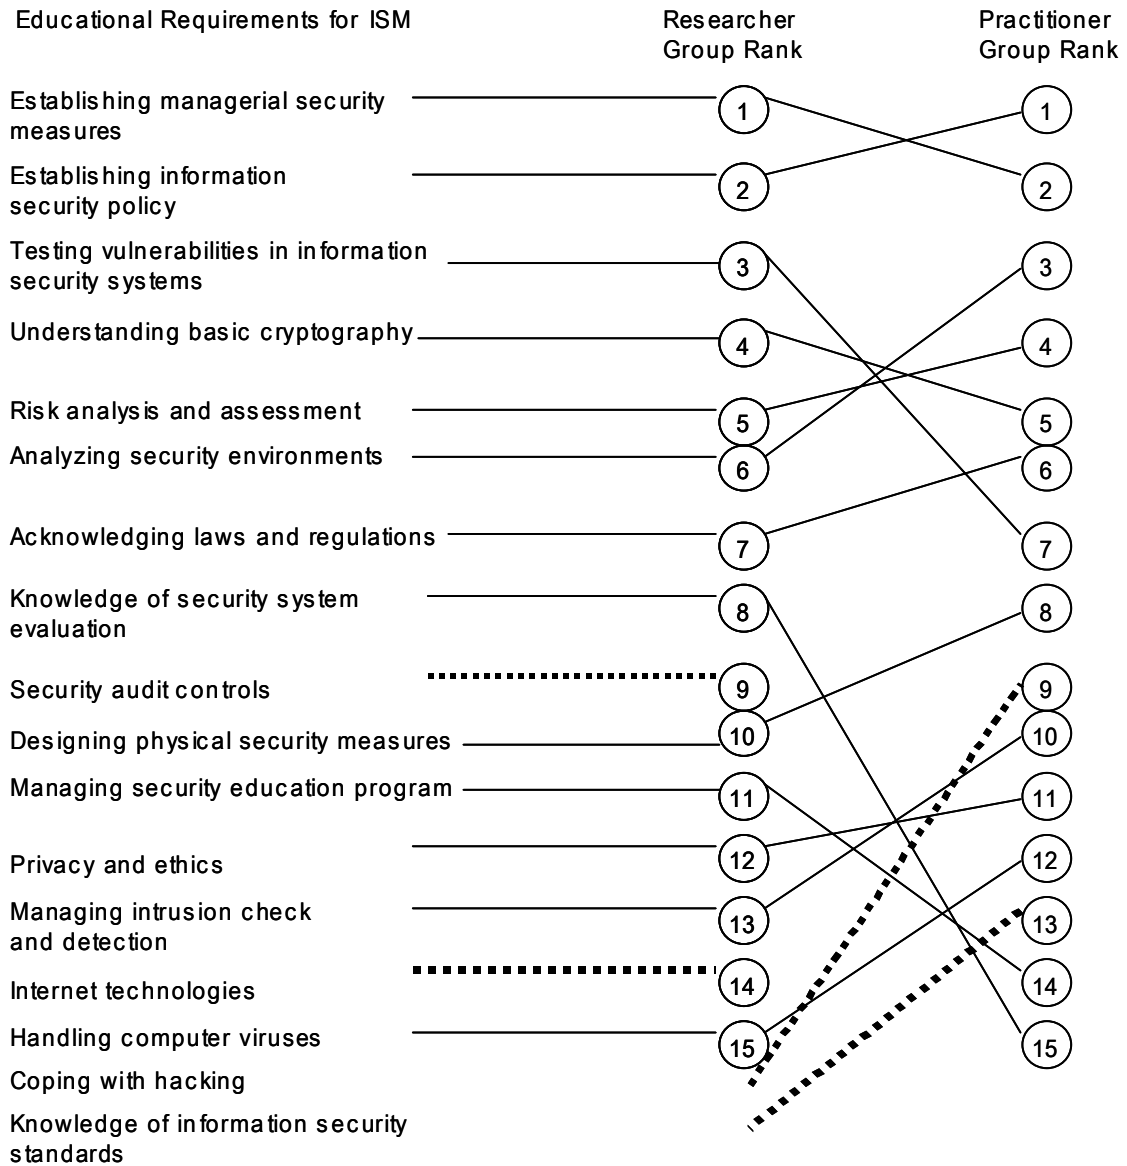 Educational Requirements for ISM
Researcher
Group Rank
Practitioner
Group Rank
Establishing managerial security
measures
1
1
Establishing information
security policy
2
2
Testing vulnerabilities in information
security systems
3
3
Understanding basic cryptography
4
4
Risk analysis and assessment
5
5
Analyzing security environments
6
6
Acknowledging laws and regulations
7
7
Knowledge of security system
evaluation
8
8
Security audit controls
9
9
Designing physical security measures
10
10
Managing security education program
11
11
Privacy and ethics
12
12
Managing intrusion check
and detection
13
13
Internet technologies
14
14
Handling computer viruses
15
15
Coping with hacking
Knowledge of information security
standards